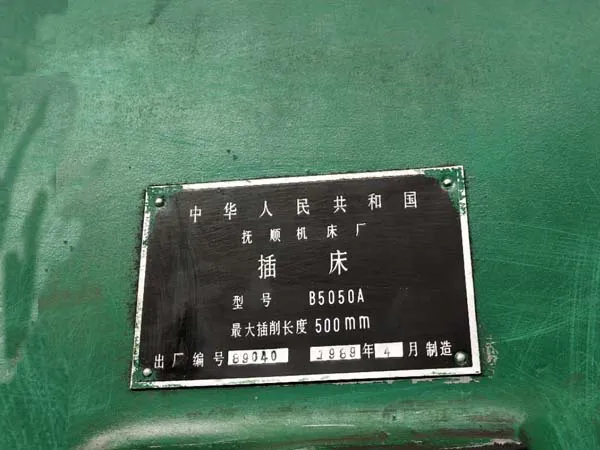 中华人民共和国
抚顺机床厂
插床
型号 B5050A
最大插削长度 500mm
出厂编号 89040 1989年 4月制造